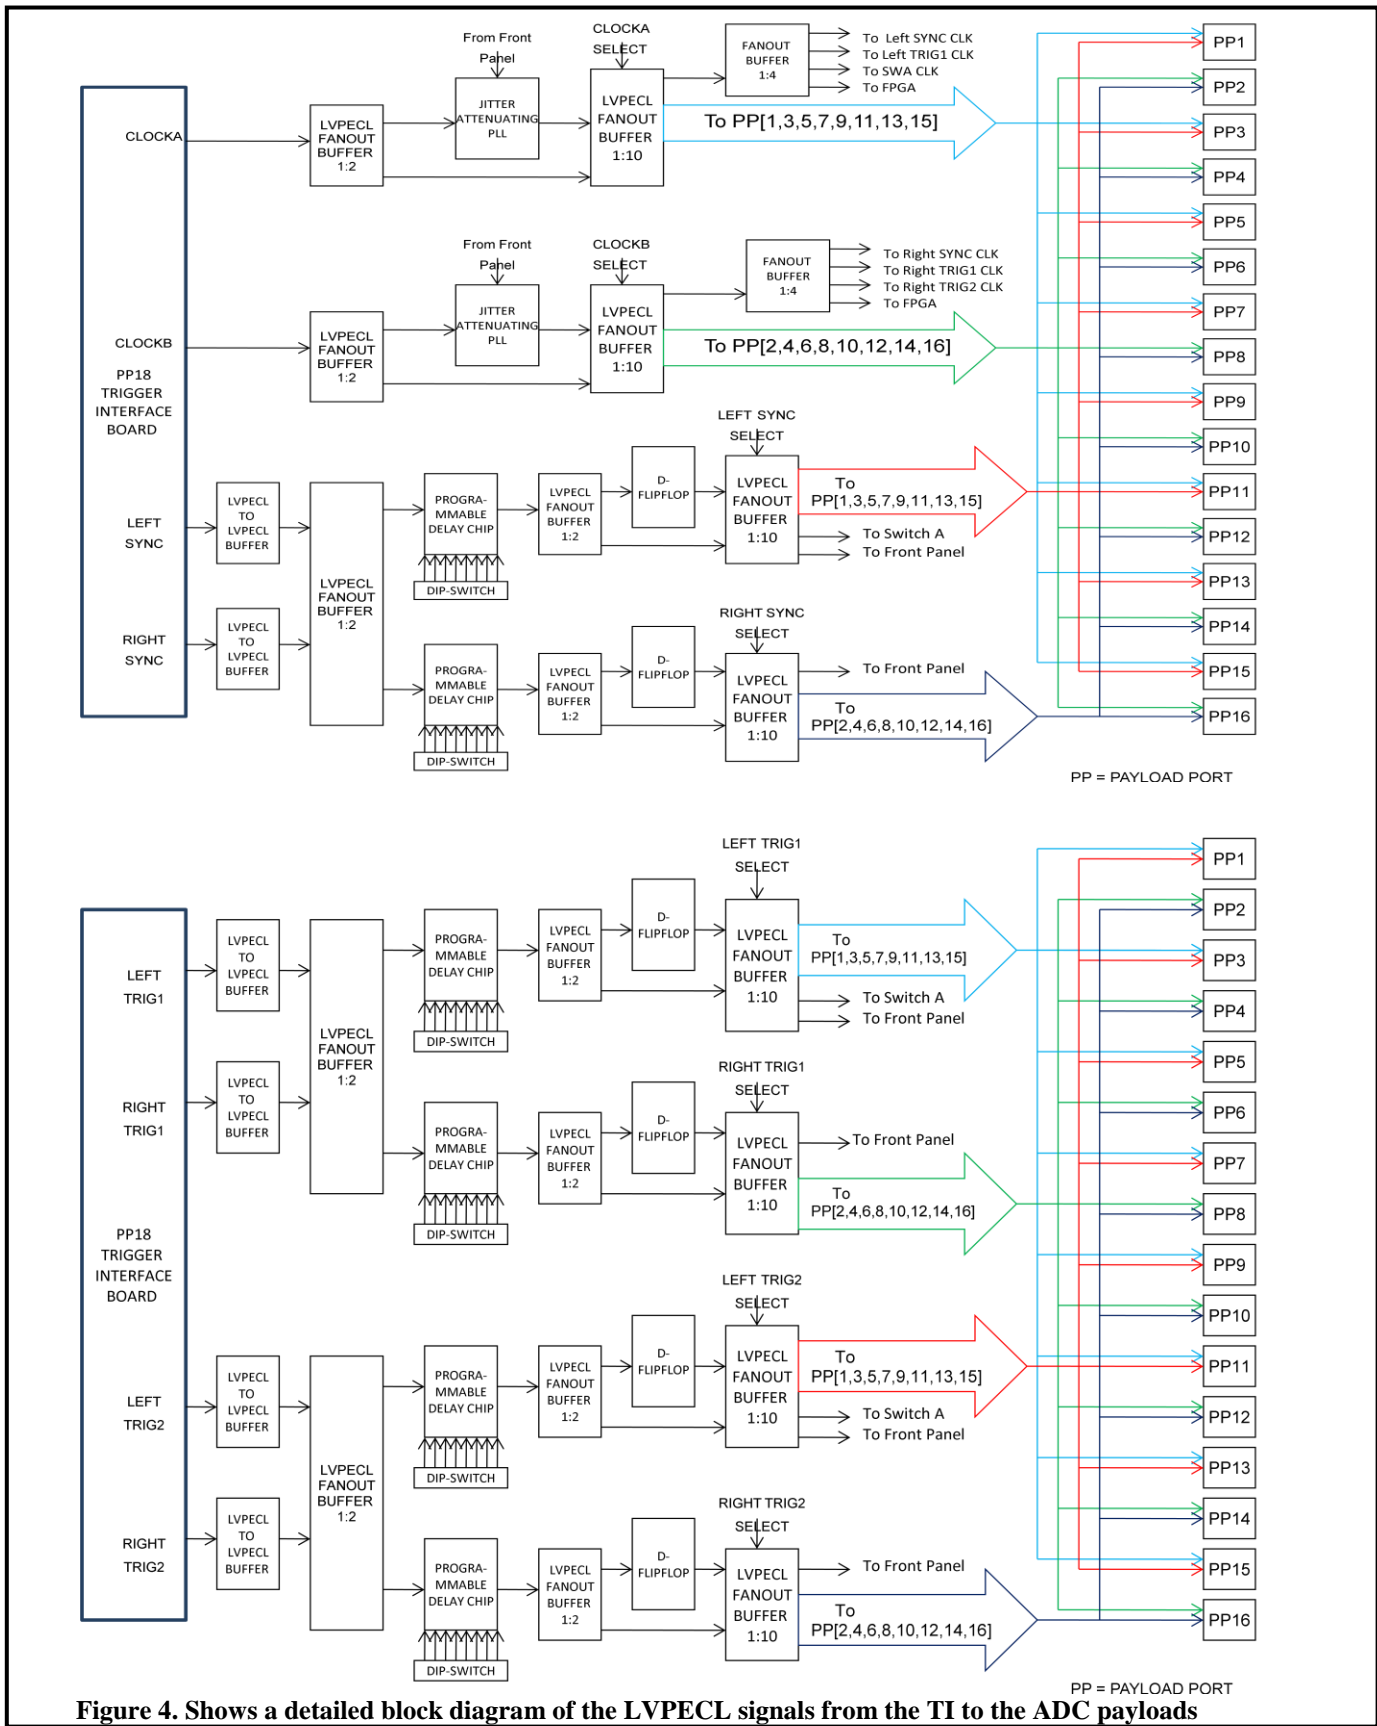 From Front
Panel
CLOCKA
SELECT
FANOUT
BUFFER
1:4
To Left SYNC CLK
To Left TRIG1 CLK
To SWA CLK
To FPGA
CLOCKA
LVPECL
FANOUT
BUFFER
1:2
JITTER
ATTENUATING
PLL
LVPECL
FANOUT
BUFFER
1:10
To PP[1,3,5,7,9,11,13,15]
From Front
Panel
CLOCKB
SELECT
FANOUT
BUFFER
1:4
To Right SYNC CLK
To Right TRIG1 CLK
To Right TRIG2 CLK
To FPGA
CLOCKB
LVPECL
FANOUT
BUFFER
1:2
JITTER
ATTENUATING
PLL
LVPECL
FANOUT
BUFFER
1:10
To PP[2,4,6,8,10,12,14,16]
PP18
TRIGGER
INTERFACE
BOARD
LEFT SYNC
SELECT
LEFT
SYNC
LVPECL
TO
LVPECL
BUFFER
LVPECL
FANOUT
BUFFER
1:2
PROGRA-
MMABLE
DELAY CHIP
DIP-SWITCH
LVPECL
FANOUT
BUFFER
1:2
D-
FLIPFLOP
LVPECL
FANOUT
BUFFER
1:10
To
PP[1,3,5,7,9,11,13,15]
To Switch A
To Front Panel
RIGHT SYNC
SELECT
RIGHT
SYNC
LVPECL
TO
LVPECL
BUFFER
PROGRA-
MMABLE
DELAY CHIP
DIP-SWITCH
LVPECL
FANOUT
BUFFER
1:2
D-
FLIPFLOP
LVPECL
FANOUT
BUFFER
1:10
To Front Panel
To
PP[2,4,6,8,10,12,14,16]
PP1
PP2
PP3
PP4
PP5
PP6
PP7
PP8
PP9
PP10
PP11
PP12
PP13
PP14
PP15
PP16
PP = PAYLOAD PORT
LEFT TRIG1
SELECT
LEFT
TRIG1
LVPECL
TO
LVPECL
BUFFER
LVPECL
FANOUT
BUFFER
1:2
PROGRA-
MMABLE
DELAY CHIP
DIP-SWITCH
LVPECL
FANOUT
BUFFER
1:2
D-
FLIPFLOP
LVPECL
FANOUT
BUFFER
1:10
To
PP[1,3,5,7,9,11,13,15]
To Switch A
To Front Panel
RIGHT TRIG1
SELECT
RIGHT
TRIG1
LVPECL
TO
LVPECL
BUFFER
PROGRA-
MMABLE
DELAY CHIP
DIP-SWITCH
LVPECL
FANOUT
BUFFER
1:2
D-
FLIPFLOP
LVPECL
FANOUT
BUFFER
1:10
To Front Panel
To
PP[2,4,6,8,10,12,14,16]
PP18
TRIGGER
INTERFACE
BOARD
LEFT TRIG2
SELECT
LEFT
TRIG2
LVPECL
TO
LVPECL
BUFFER
LVPECL
FANOUT
BUFFER
1:2
PROGRA-
MMABLE
DELAY CHIP
DIP-SWITCH
LVPECL
FANOUT
BUFFER
1:2
D-
FLIPFLOP
LVPECL
FANOUT
BUFFER
1:10
To
PP[1,3,5,7,9,11,13,15]
To Switch A
To Front Panel
RIGHT TRIG2
SELECT
RIGHT
TRIG2
LVPECL
TO
LVPECL
BUFFER
PROGRA-
MMABLE
DELAY CHIP
DIP-SWITCH
LVPECL
FANOUT
BUFFER
1:2
D-
FLIPFLOP
LVPECL
FANOUT
BUFFER
1:10
To Front Panel
To
PP[2,4,6,8,10,12,14,16]
PP1
PP2
PP3
PP4
PP5
PP6
PP7
PP8
PP9
PP10
PP11
PP12
PP13
PP14
PP15
PP16
PP = PAYLOAD PORT
Figure 4. Shows a detailed block diagram of the LVPECL signals from the TI to the ADC payloads